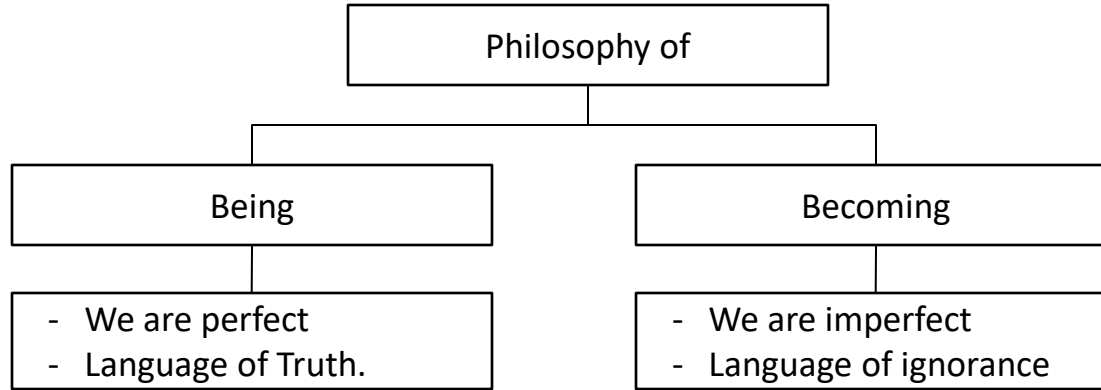 Philosophy of
Being
Becoming
- We are perfect
- Language of Truth.
- We are imperfect
- Language of ignorance